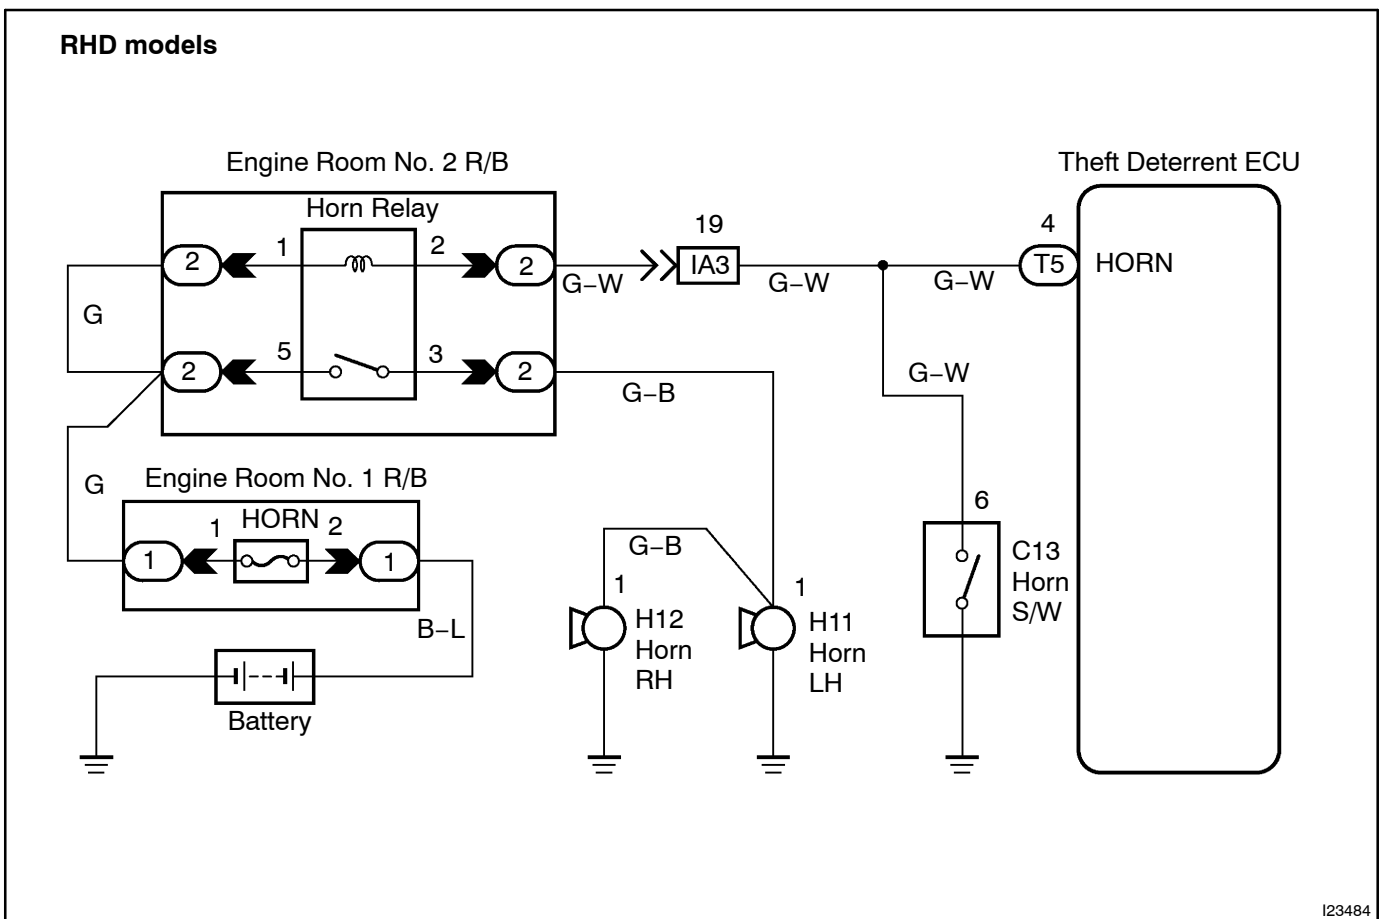 RHD models
Engine Room No. 2 R/B
Theft Deterrent ECU
Horn Relay
19
4
2
1
2
2
G−W
IA3
G−W
G−W
T5
HORN
G
2
5
3
2
G−B
G−W
G
Engine Room No. 1 R/B
HORN
1
2
1
1
B−L
Battery
G−B
1
H12
Horn
RH
1
H11
Horn
LH
6
C13
Horn
S/W
I23484